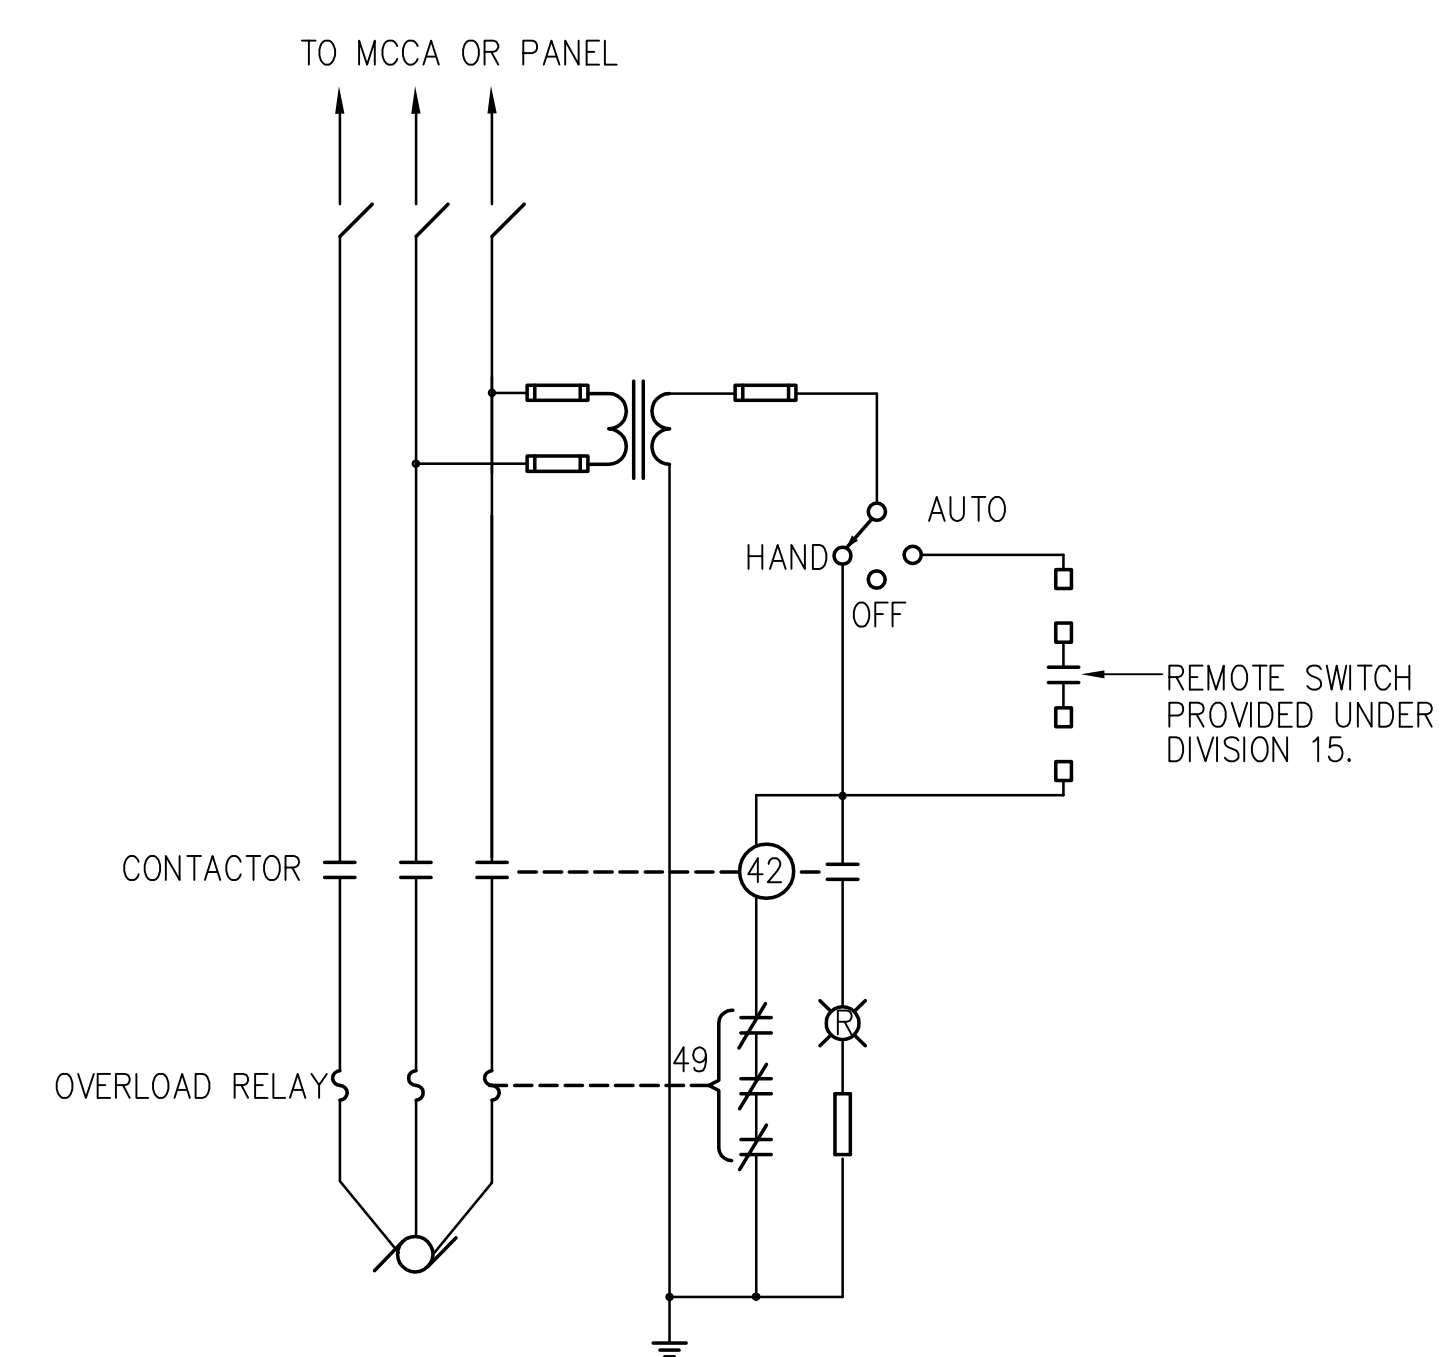 TO MCCA OR PANEL
AUTO
HAND
OFF
REMOTE SWITCH
PROVIDED UNDER
DIVISION 15.
CONTACTOR
42
R
49
OVERLOAD RELAY